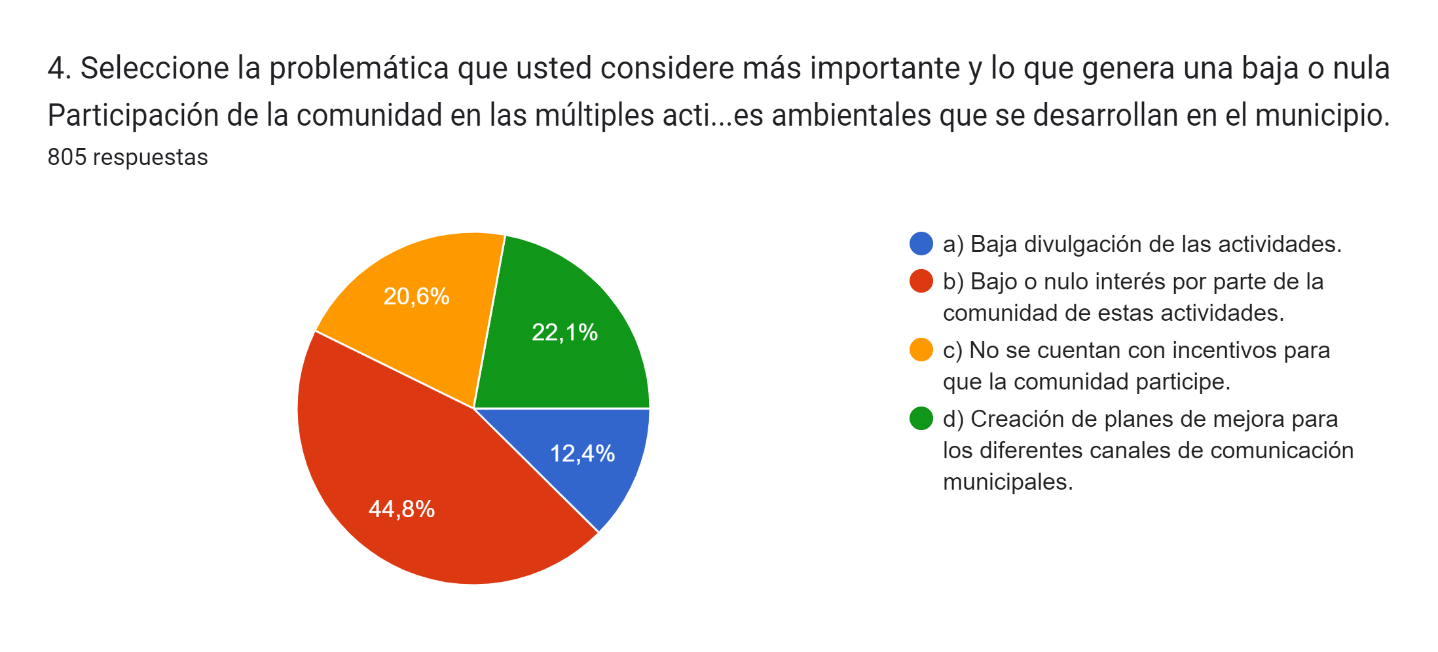 4. Seleccione la problemática que usted considere más importante y lo que genera una baja o nula
Participación de la comunidad en las múltiples acti...es ambientales que se desarrollan en el municipio.
805 respuestas
a) Baja divulgación de las actividades.
b) Bajo o nulo interés por parte de la
comunidad de estas actividades.
c) No se cuentan con incentivos para
que la comunidad participe.
d) Creación de planes de mejora para
los diferentes canales de comunicación
municipales.
20,6%
22,1%
12,4%
44,8%